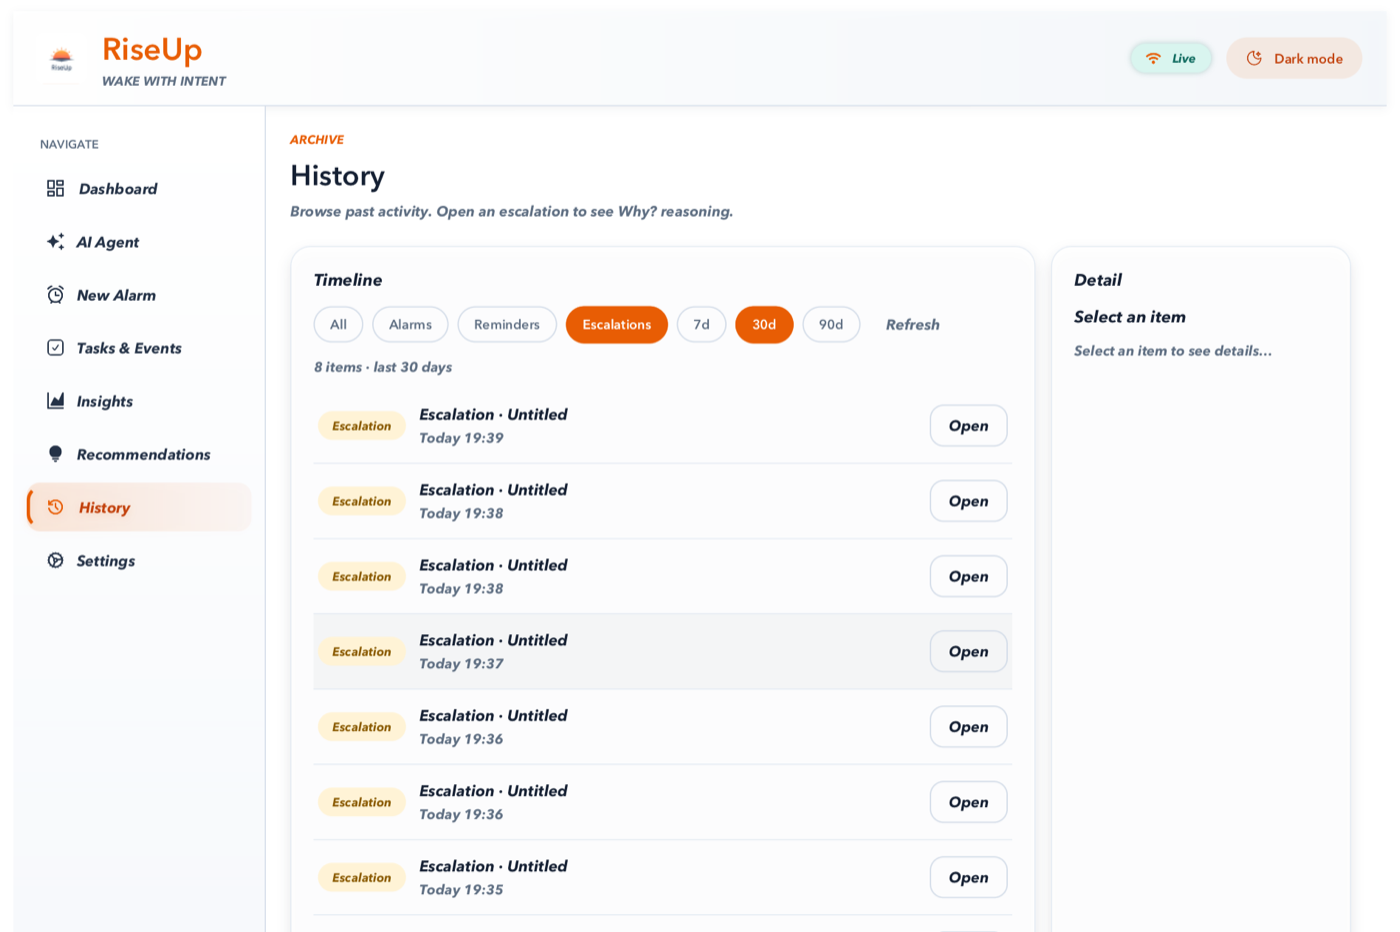 RiseUp
RiseUp
WAKE WITH INTENT
Live
Dark mode
NAVIGATE
Dashboard
AI Agent
New Alarm
Tasks & Events
Insights
Recommendations
History
Settings
ARCHIVE
History
Browse past activity. Open an escalation to see Why? reasoning.
Timeline
All
Alarms
Reminders
Escalations
7d
30d
90d
Refresh
8 items · last 30 days
Escalation
Escalation · Untitled
Today 19:39
Open
Escalation
Escalation · Untitled
Today 19:38
Open
Escalation
Escalation · Untitled
Today 19:38
Open
Escalation
Escalation · Untitled
Today 19:37
Open
Escalation
Escalation · Untitled
Today 19:36
Open
Escalation
Escalation · Untitled
Today 19:36
Open
Escalation
Escalation · Untitled
Today 19:35
Open
Detail
Select an item
Select an item to see details...